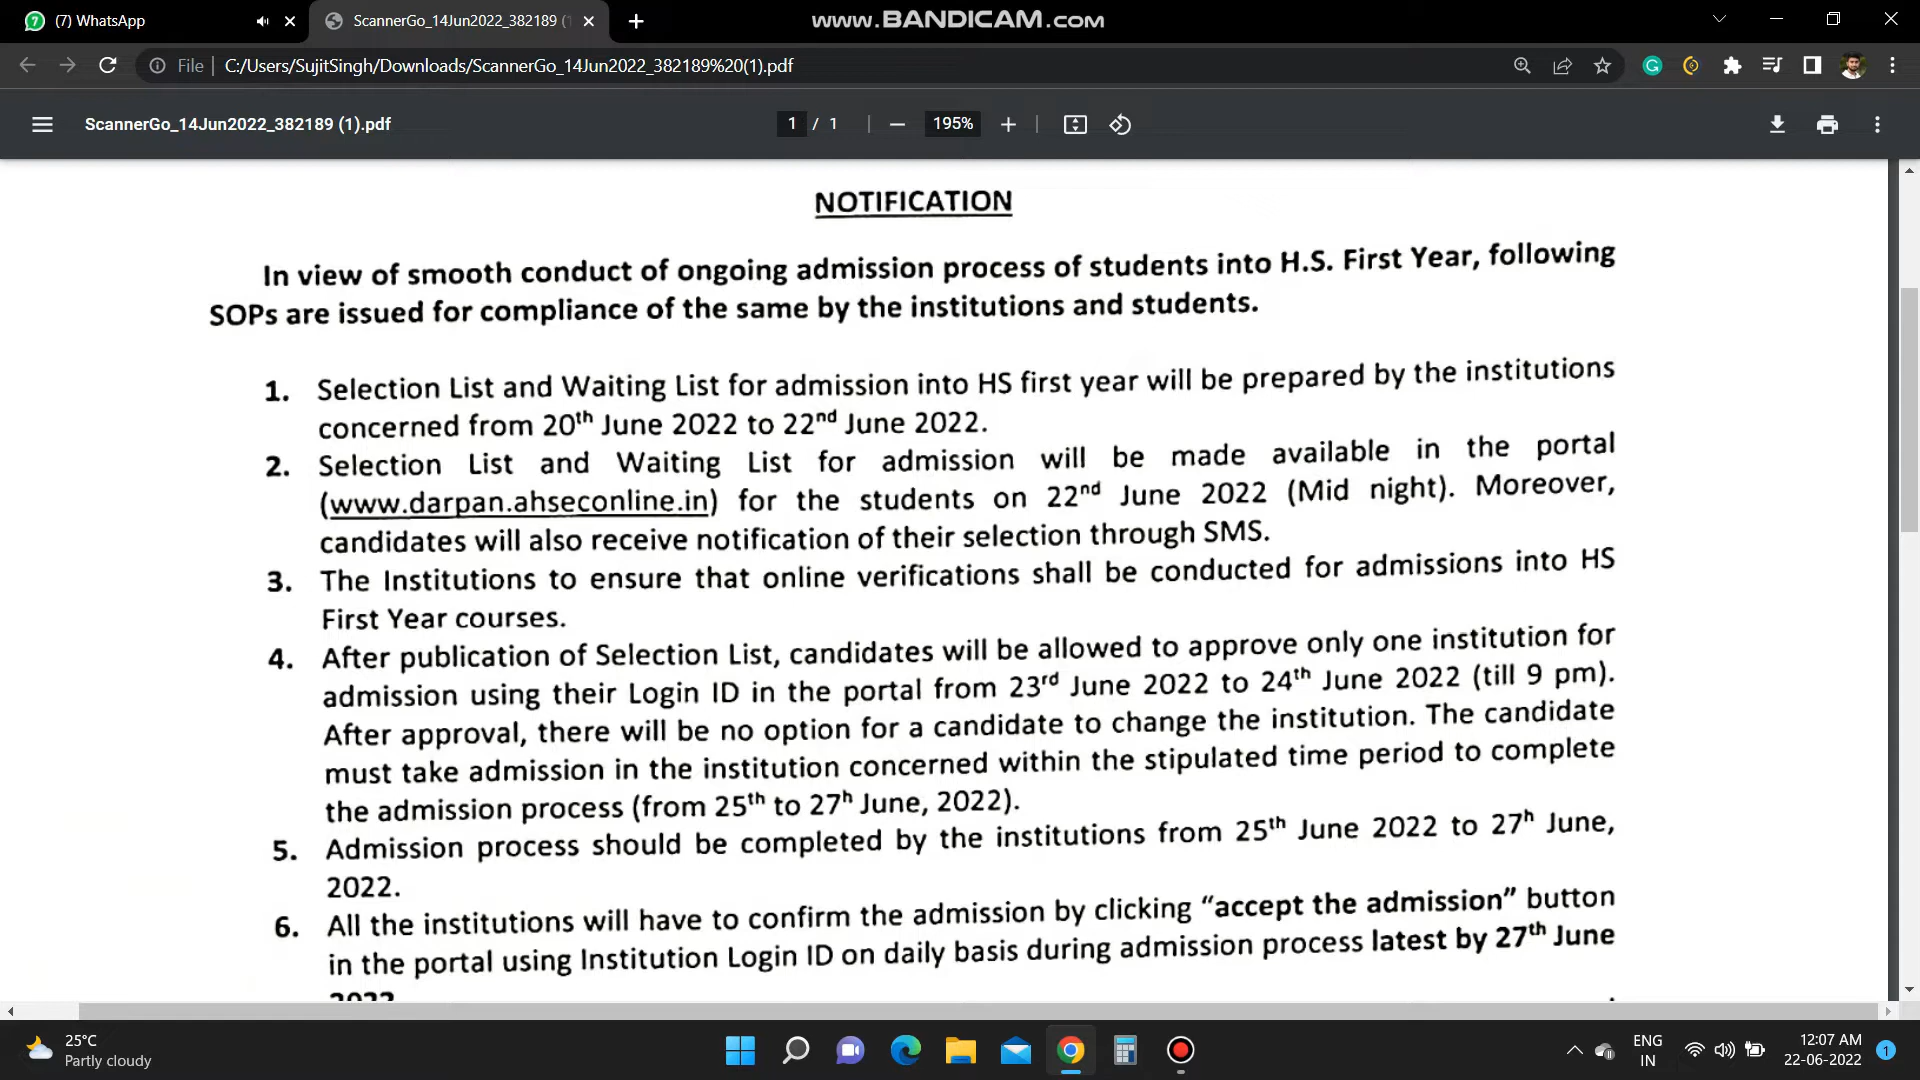 (7) WhatsApp
ScannerGo_14Jun2022_382189 (
www.BANDICAM.com
File
C:/Users/SujitSingh/Downloads/ScannerGo_14Jun2022_382189%20(1).pdf
ScannerGo_14Jun2022_382189 (1).pdf
1 / 1
195%
NOTIFICATION
In view of smooth conduct of ongoing admission process of students into H.S. First Year, following
SOPs are issued for compliance of the same by the institutions and students.
1. Selection List and Waiting List for admission into HS first year will be prepared by the institutions
concerned from 20th June 2022 to 22nd June 2022.
2. Selection List and Waiting List for admission will be made available in the portal
(www.darpan.ahseconline.in) for the students on 22nd June 2022 (Mid night). Moreover,
candidates will also receive notification of their selection through SMS.
3. The Institutions to ensure that online verifications shall be conducted for admissions into HS
First Year courses.
4. After publication of Selection List, candidates will be allowed to approve only one institution for
admission using their Login ID in the portal from 23rd June 2022 to 24th June 2022 (till 9 pm).
After approval, there will be no option for a candidate to change the institution. The candidate
must take admission in the institution concerned within the stipulated time period to complete
the admission process (from 25th to 27h June, 2022).
5. Admission process should be completed by the institutions from 25th June 2022 to 27h June,
2022.
6. All the institutions will have to confirm the admission by clicking “accept the admission” button
in the portal using Institution Login ID on daily basis during admission process latest by 27th June
2022
25°C
Partly cloudy
ENG
IN
12:07 AM
22-06-2022
1